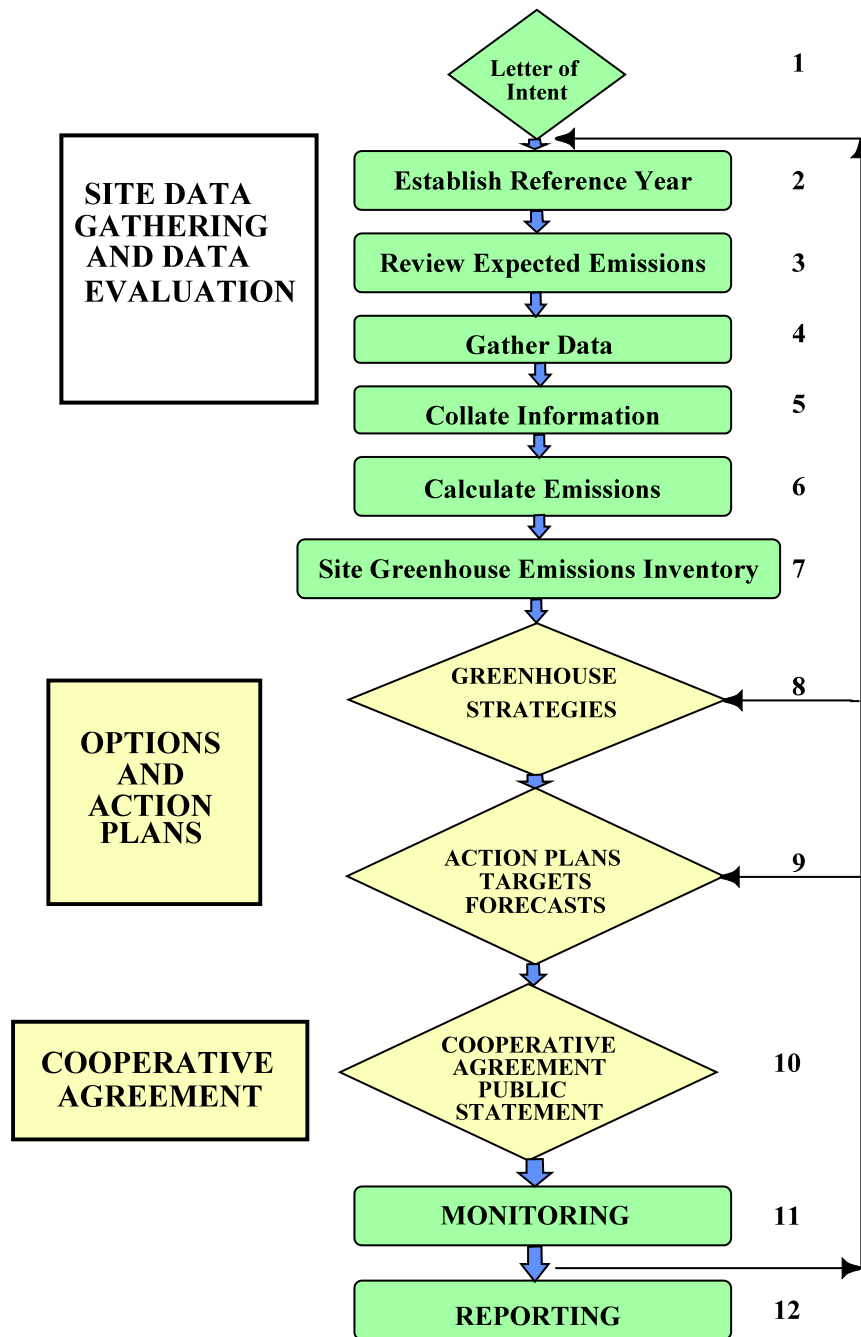 Letter of
Intent
1
SITE DATA
GATHERING
AND DATA
EVALUATION
Establish Reference Year
2
Review Expected Emissions
3
Gather Data
4
Collate Information
5
Calculate Emissions
6
Site Greenhouse Emissions Inventory
7
GREENHOUSE
STRATEGIES
8
OPTIONS
AND
ACTION
PLANS
ACTION PLANS
TARGETS
FORECASTS
9
COOPERATIVE
AGREEMENT
COOPERATIVE
AGREEMENT
PUBLIC
STATEMENT
10
MONITORING
11
REPORTING
12